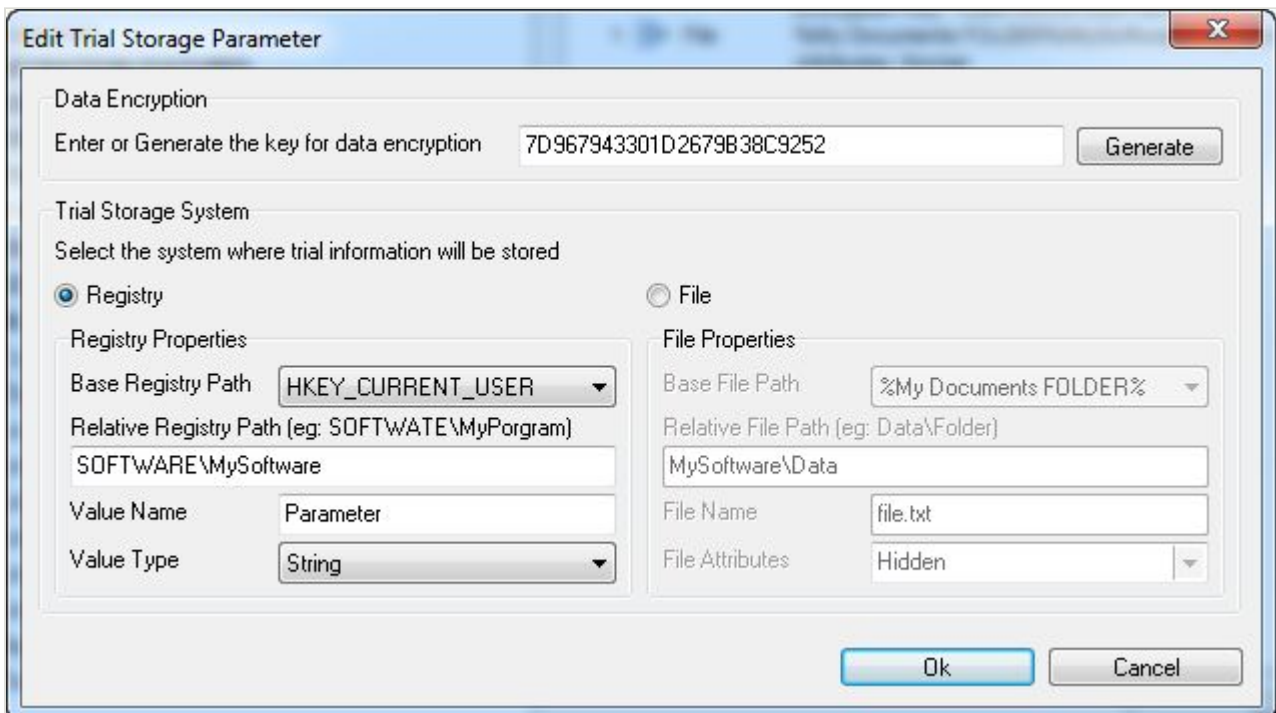 Edit Trial Storage Parameter
Data Encryption
Enter or Generate the key for data encryption 7D967943301D2679B38C9252 Generate
Trial Storage System
Select the system where trial information will be stored
Registry File
Registry Properties
Base Registry Path HKEY_CURRENT_USER
Relative Registry Path (eg: SOFTWATE\MyPorgram)
SOFTWARE\MySoftware
Value Name Parameter
Value Type String
File Properties
Base File Path %My Documents FOLDER%
Relative File Path (eg: Data\Folder)
MySoftware\Data
File Name file.txt
File Attributes Hidden
Ok Cancel